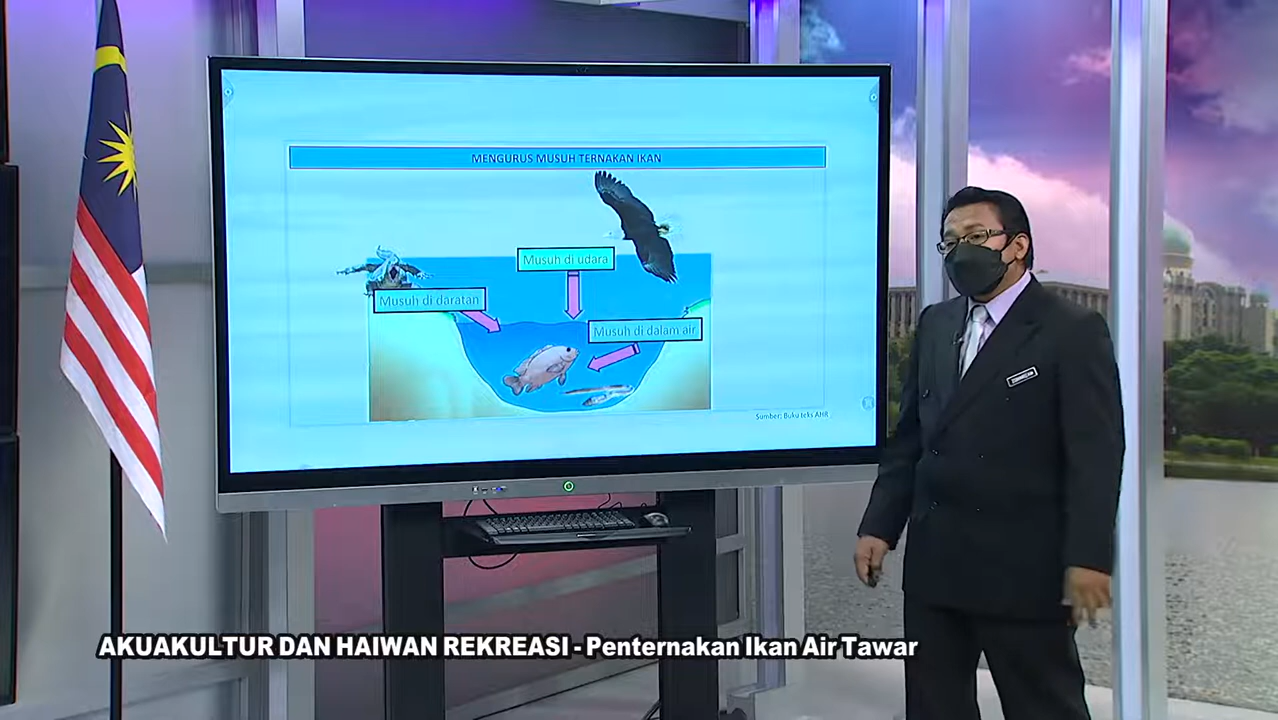 MENGURUS MUSUH TERNAKAN IKAN
Musuh di udara
Musuh di daratan
Musuh di dalam air
Sumber: Buku teks AHR
AKUAKULTUR DAN HAIWAN REKREASI - Penternakan Ikan Air Tawar